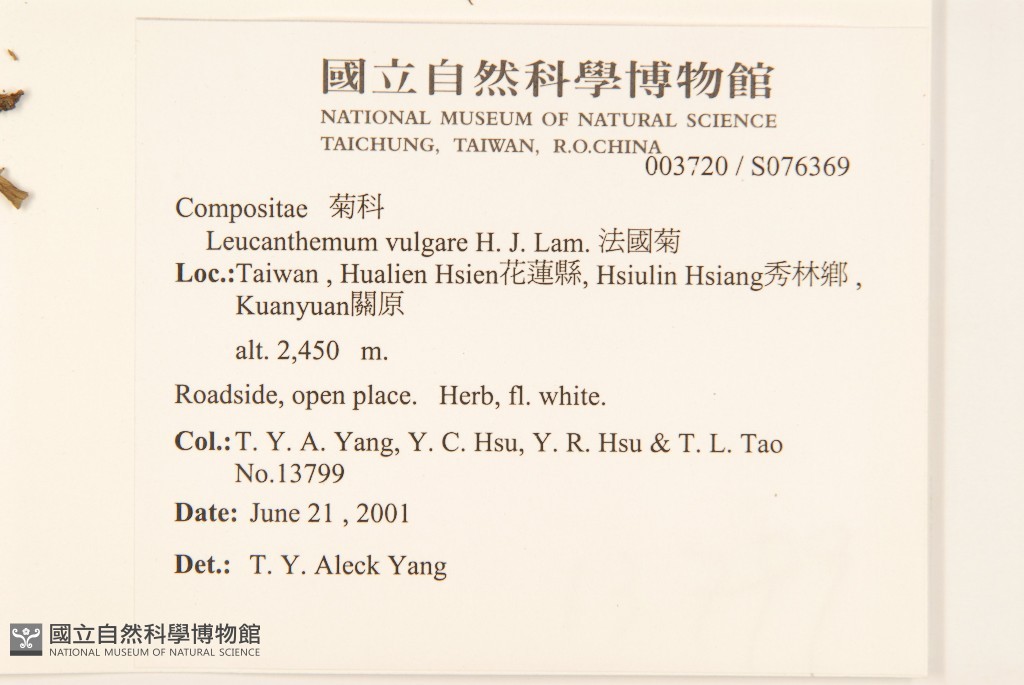 國立自然科學博物館
NATIONAL MUSEUM OF NATURAL SCIENCE
TAICHUNG, TAIWAN, R.O.CHINA
003720 / S076369
Compositae 菊科
Leucanthemum vulgare H. J. Lam. 法國菊
Loc.:Taiwan , Hualien Hsien花蓮縣, Hsiulin Hsiang秀林鄉 ,
Kuanyuan關原
alt. 2,450 m.
Roadside, open place. Herb, fl. white.
Col.: T. Y. A. Yang, Y. C. Hsu, Y. R. Hsu & T. L. Tao
No.13799
Date: June 21 , 2001
Det.: T. Y. Aleck Yang
國立自然科學博物館
NATIONAL MUSEUM OF NATURAL SCIENCE